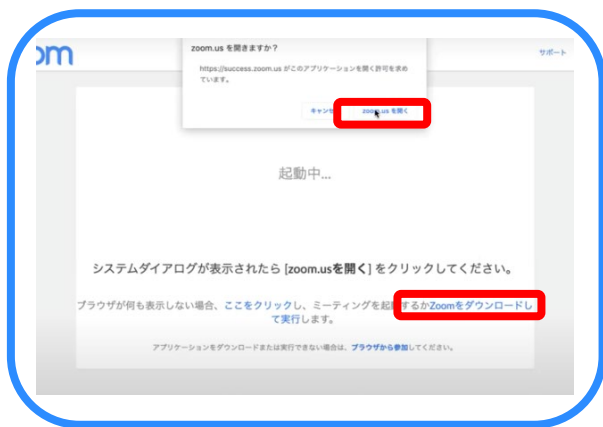 om
サポート
zoom.us を開きますか？
https://success.zoom.us がこのアプリケーションを開く許可を求め
ています。
キャンセ
zoom.us を開く
起動中...
システムダイアログが表示されたら [zoom.usを開く] をクリックしてください。
ブラウザが何も表示しない場合、ここをクリックし、ミーティングを起 するかZoomをダウンロードし
て実行します。
アプリケーションをダウンロードまたは実行できない場合は、ブラウザから参加してください。